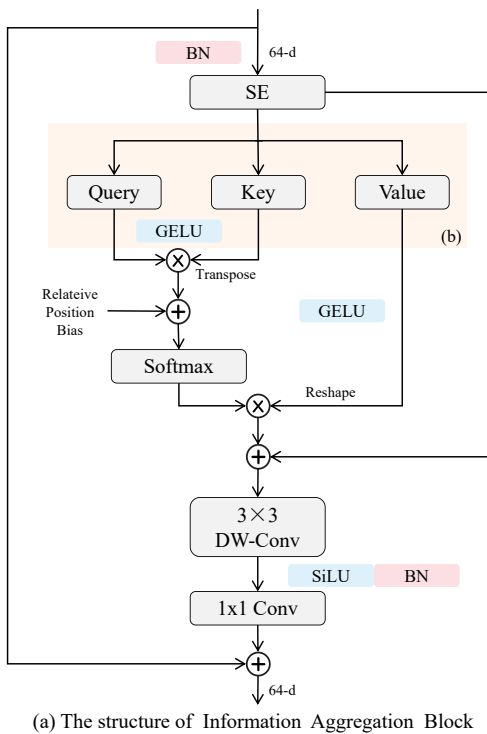 BN
64-d
SE
Query
Key
Value
GELU
(b)
Transpose
Relateive
Position
Bias
GELU
Softmax
Reshape
3×3
DW-Conv
SiLU
BN
1x1 Conv
64-d
(a) The structure of Information Aggregation Block